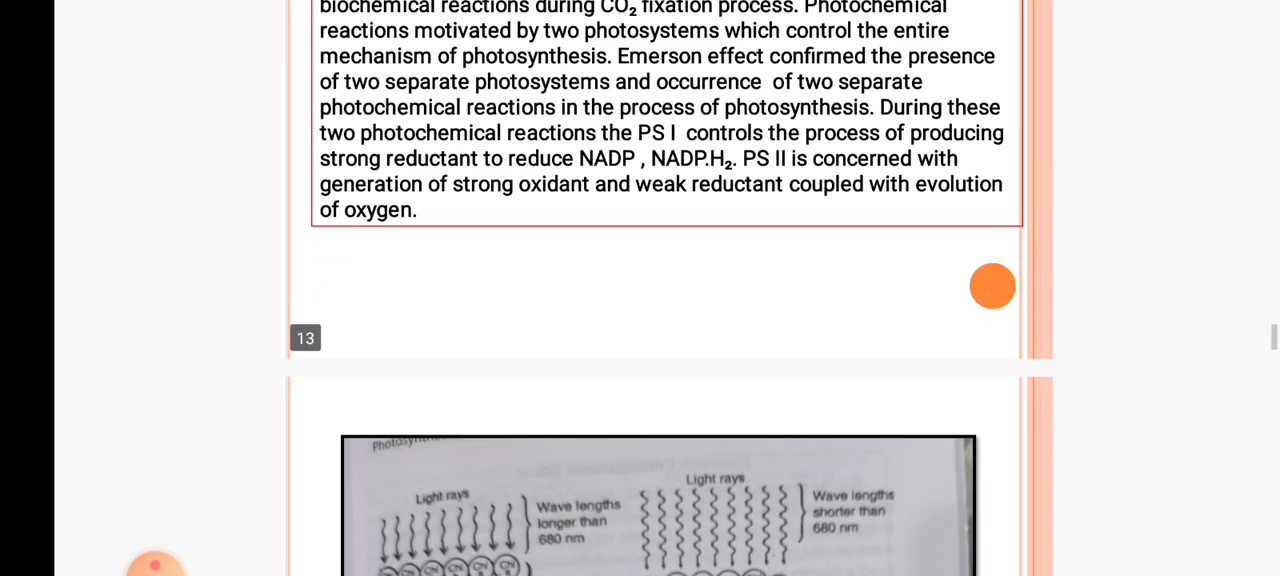 biochemical reactions during CO₂ fixation process. Photochemical
reactions motivated by two photosystems which control the entire
mechanism of photosynthesis. Emerson effect confirmed the presence
of two separate photosystems and occurrence of two separate
photochemical reactions in the process of photosynthesis. During these
two photochemical reactions the PS I controls the process of producing
strong reductant to reduce NADP , NADP.H₂. PS II is concerned with
generation of strong oxidant and weak reductant coupled with evolution
of oxygen.
13
Light rays
Wave lengths
longer than
680 nm
Light rays
Wave lengths
shorter than
680 nm